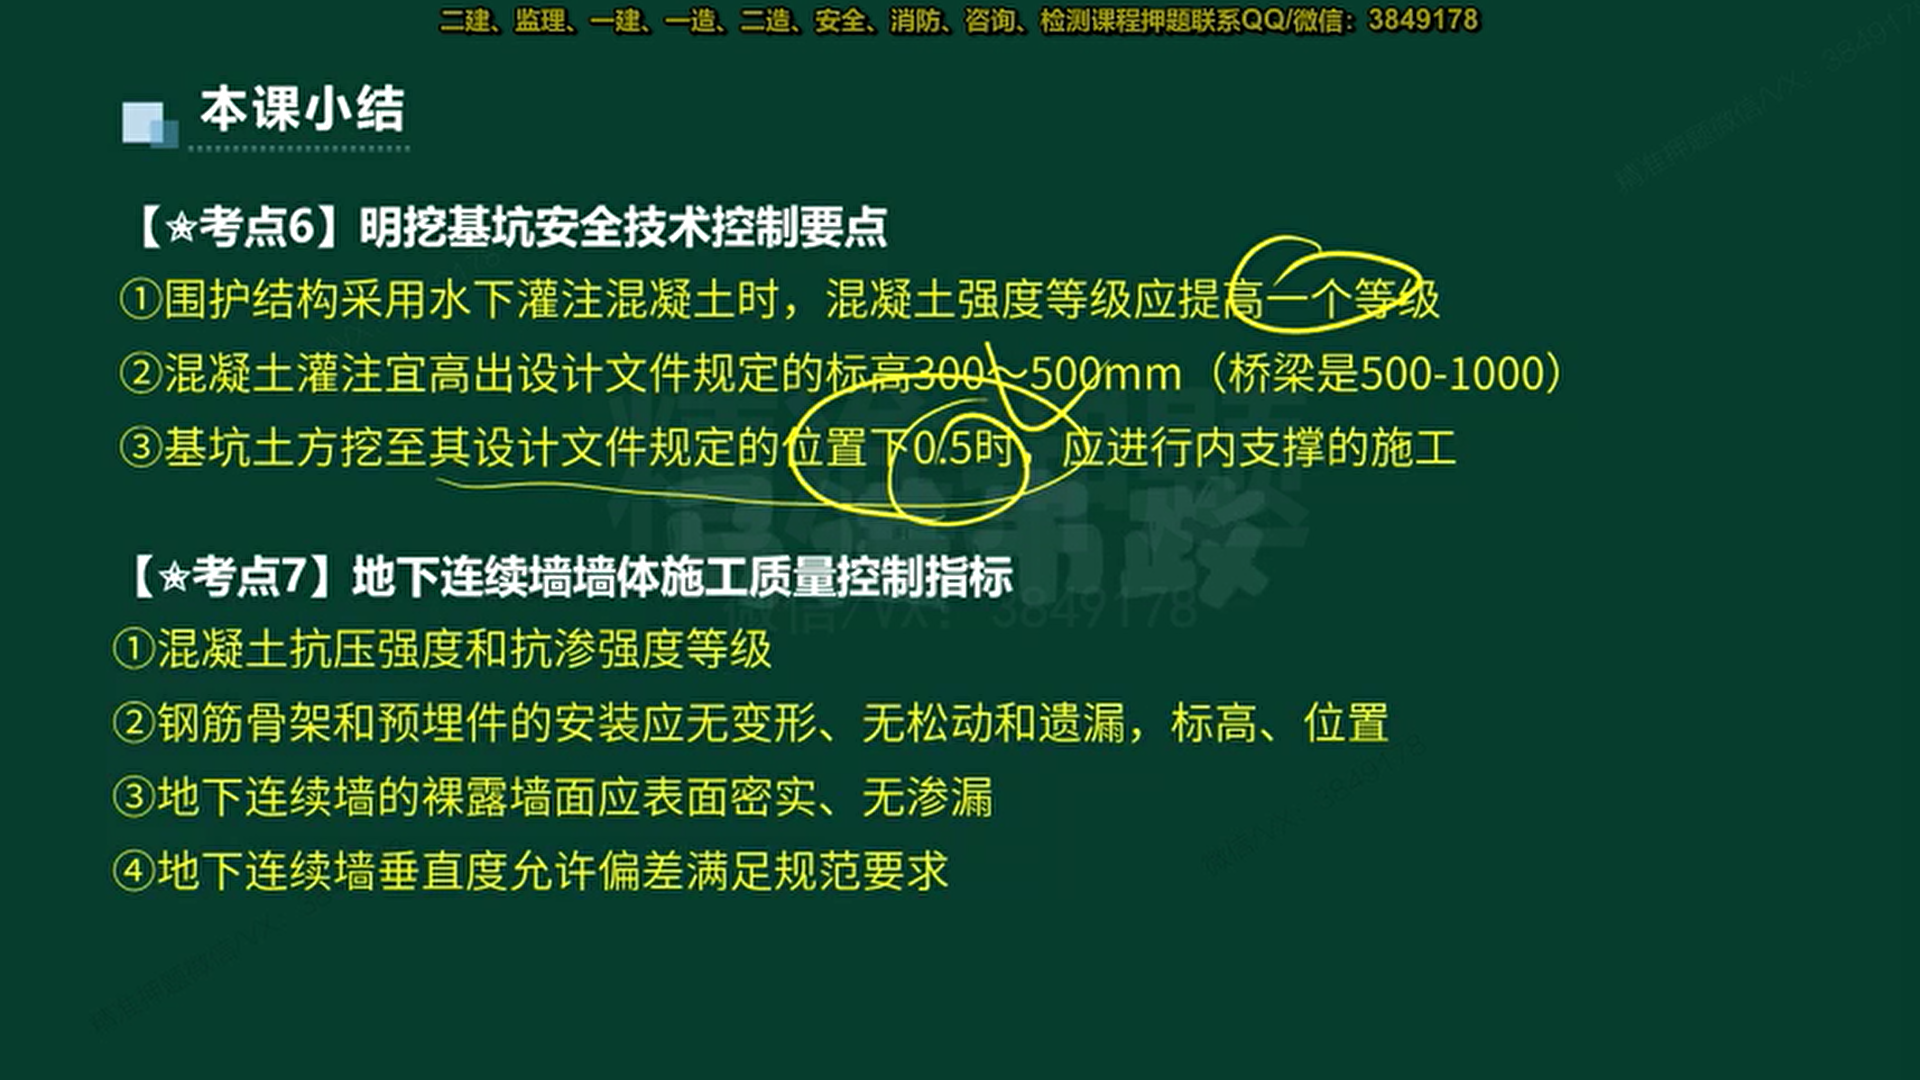 二建、监理、一建、一造、二造、安全、消防、咨询、检测课程押题联系QQ/微信：3849178
本课小结
【☆考点6】明挖基坑安全技术控制要点
①围护结构采用水下灌注混凝土时，混凝土强度等级应提高一个等级
②混凝土灌注宜高出设计文件规定的标高300～500mm（桥梁是500-1000）
③基坑土方挖至其设计文件规定的位置下0.5时，应进行内支撑的施工
【☆考点7】地下连续墙墙体施工质量控制指标
微信/VX：3849178
①混凝土抗压强度和抗渗强度等级
②钢筋骨架和预埋件的安装应无变形、无松动和遗漏，标高、位置
③地下连续墙的裸露墙面应表面密实、无渗漏
④地下连续墙垂直度允许偏差满足规范要求